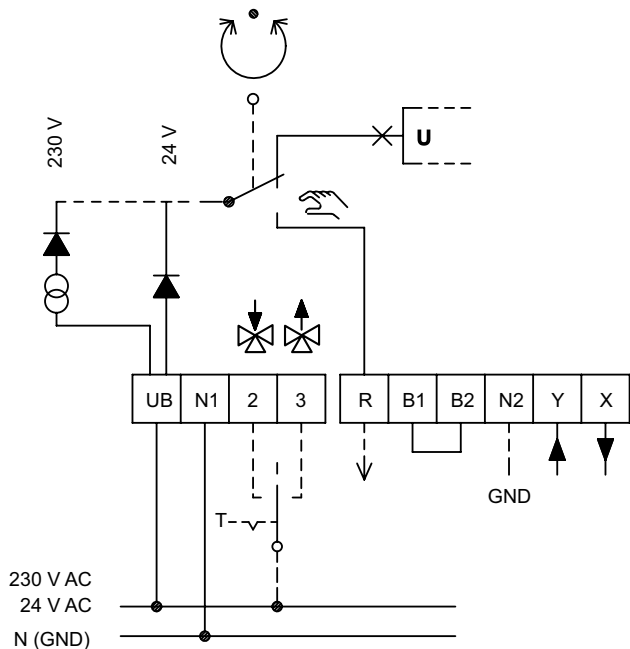 230 V
24 V
U
UB N1 2 3 R B1 B2 N2 Y X
GND
T
230 V AC
24 V AC
N (GND)